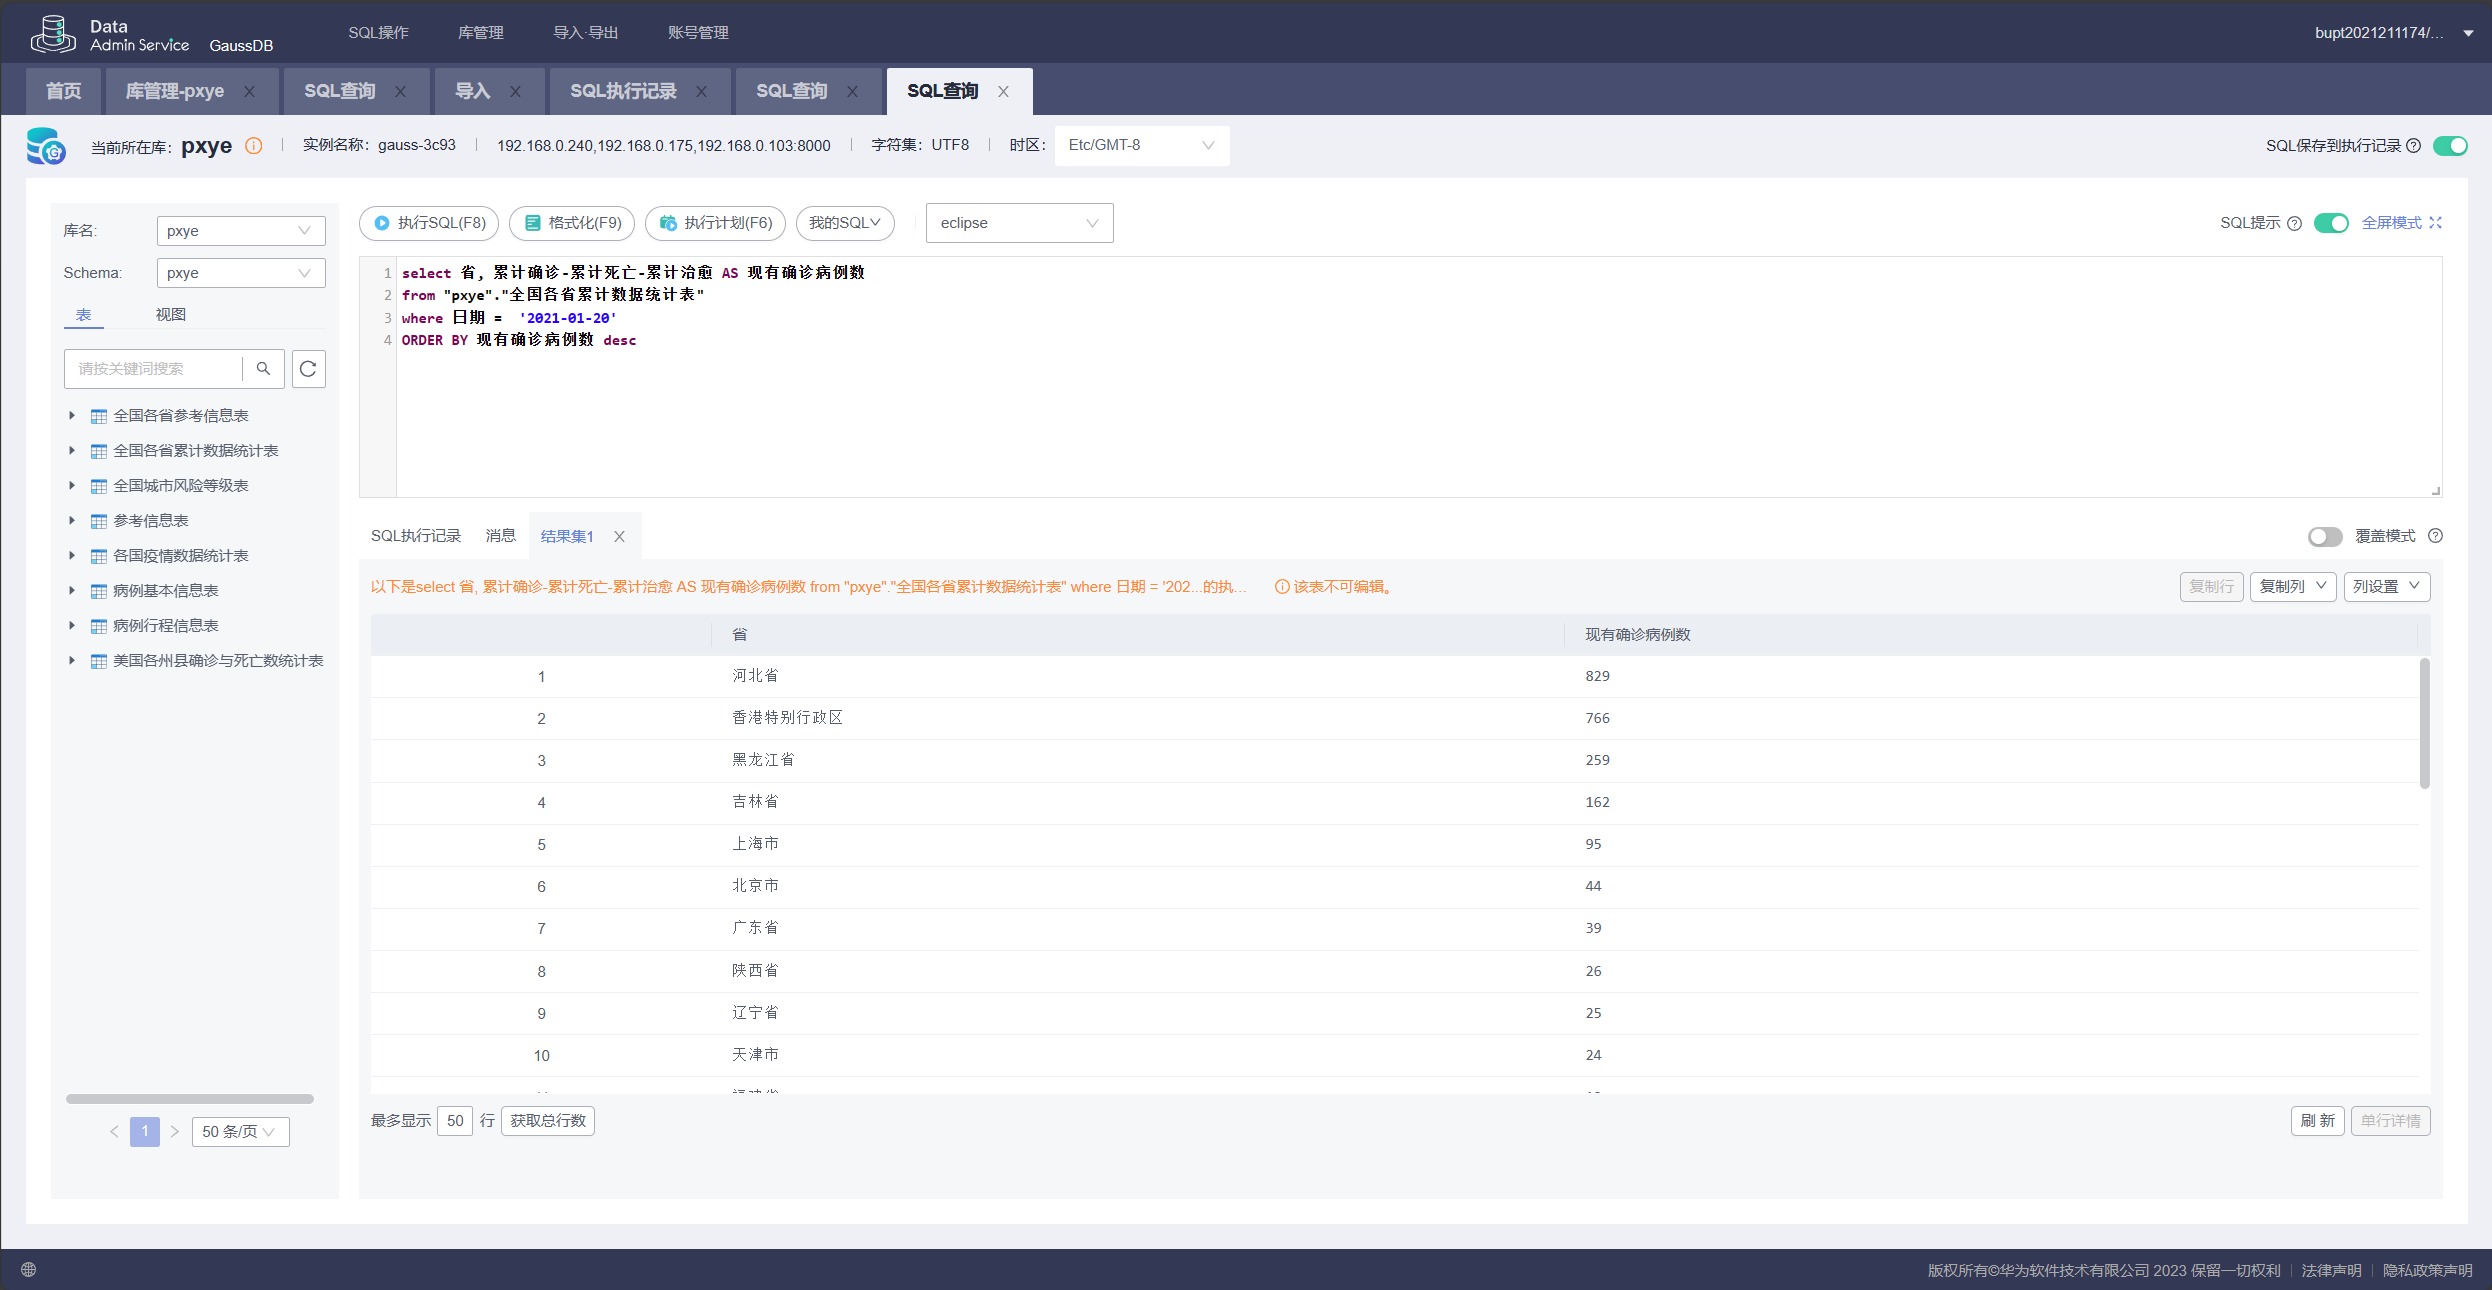 Data
Admin Service GaussDB SQL操作 库管理 导入·导出 账号管理 bupt2021211174/...
首页 库管理-pxye SQL查询 导入 SQL执行记录 SQL查询 SQL查询
当前所在库: pxye 实例名称: gauss-3c93 192.168.0.240,192.168.0.175,192.168.0.103:8000 字符集: UTF8 时区: Etc/GMT-8 SQL保存到执行记录
库名: pxye
Schema: pxye
表 视图
请按关键词搜索
全国各省参考信息表
全国各省累计数据统计表
全国城市风险等级表
参考信息表
各国疫情数据统计表
病例基本信息表
病例行程信息表
美国各州县确诊与死亡数统计表
1 50 条/页
执行SQL(F8) 格式化(F9) 执行计划(F6) 我的SQL eclipse SQL提示 全屏模式
1 select 省, 累计确诊-累计死亡-累计治愈 AS 现有确诊病例数
2 from "pxye"."全国各省累计数据统计表"
3 where 日期 = '2021-01-20'
4 ORDER BY 现有确诊病例数 desc
SQL执行记录 消息 结果集1 覆盖模式
以下是select 省, 累计确诊-累计死亡-累计治愈 AS 现有确诊病例数 from "pxye"."全国各省累计数据统计表" where 日期 = '202...的执... 该表不可编辑。 复制行 复制列 列设置
省 现有确诊病例数
1 河北省 829
2 香港特别行政区 766
3 黑龙江省 259
4 吉林省 162
5 上海市 95
6 北京市 44
7 广东省 39
8 陕西省 26
9 辽宁省 25
10 天津市 24
最多显示 50 行 获取总行数 刷 新 单行详情
版权所有©华为软件技术有限公司 2023 保留一切权利 法律声明 隐私政策声明